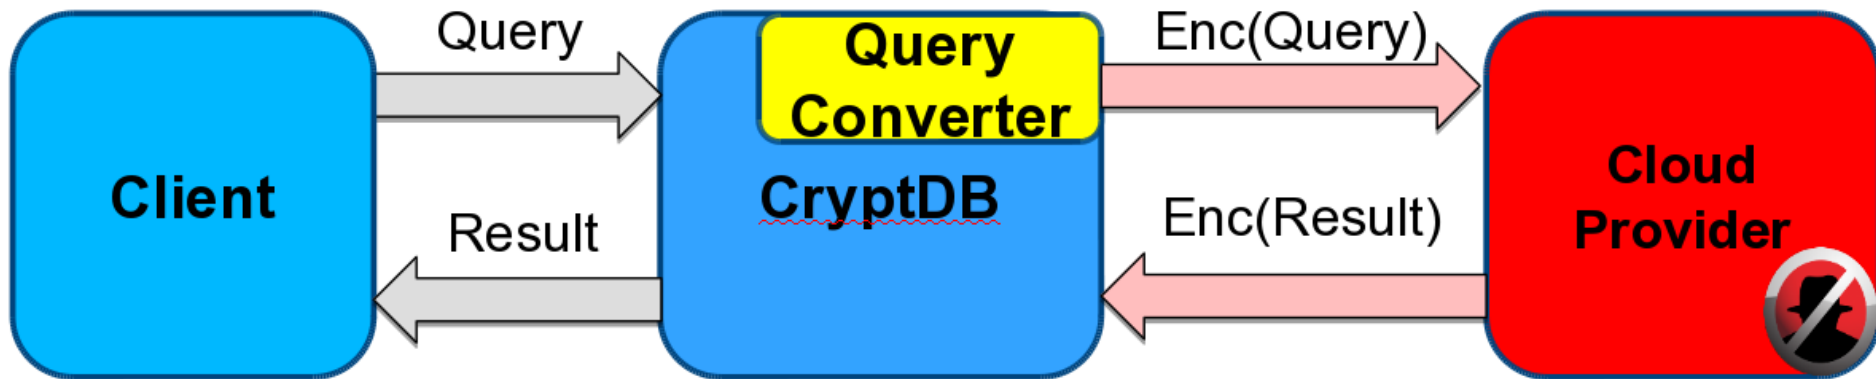 Query
Query
Converter
Enc(Query)
Client
CryptDB
Cloud
Provider
Result
Enc(Result)